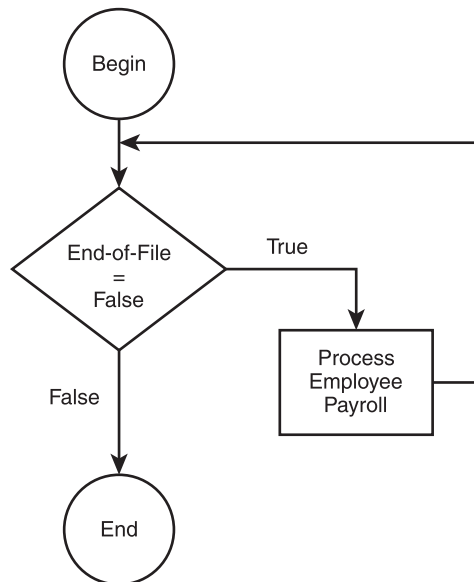 Begin
End-of-File
=
False
True
Process
Employee
Payroll
False
End